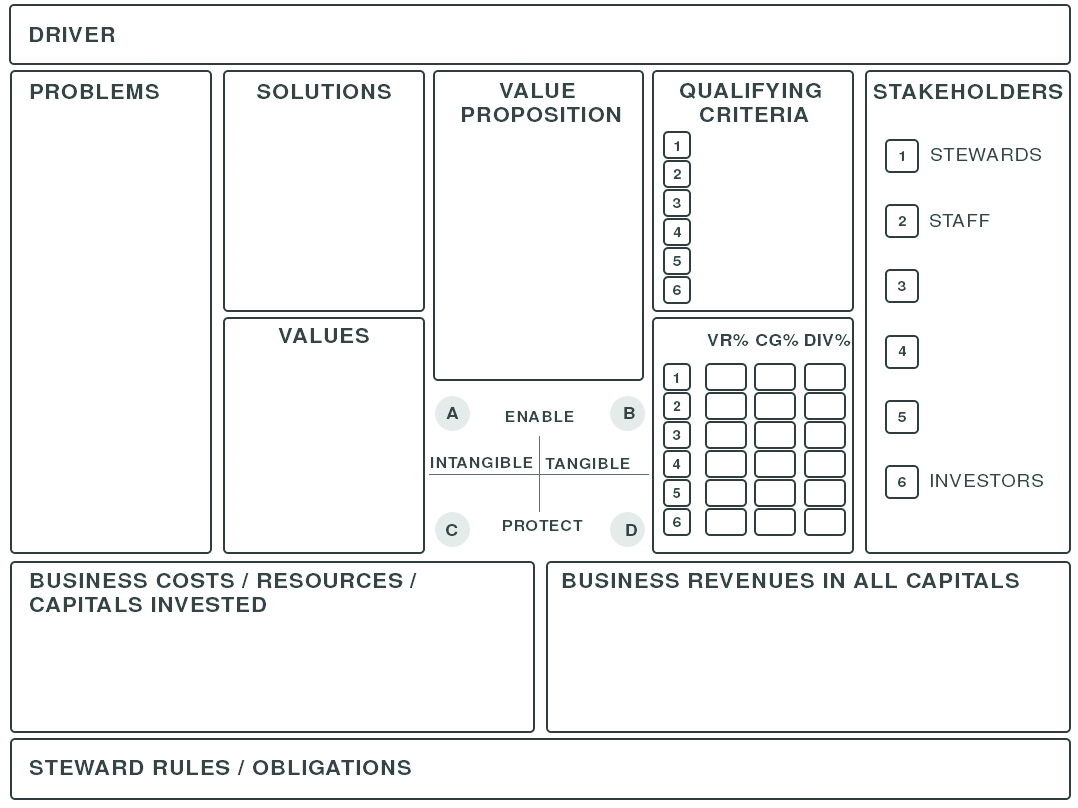 DRIVER
PROBLEMS
SOLUTIONS
VALUES
VALUE
PROPOSITION
A
ENABLE
B
INTANGIBLE
TANGIBLE
C
PROTECT
D
QUALIFYING
CRITERIA
1
2
3
4
5
6
VR% CG% DIV%
1
2
3
4
5
6
STAKEHOLDERS
1 STEWARDS
2 STAFF
3
4
5
6 INVESTORS
BUSINESS COSTS / RESOURCES /
CAPITALS INVESTED
BUSINESS REVENUES IN ALL CAPITALS
STEWARD RULES / OBLIGATIONS